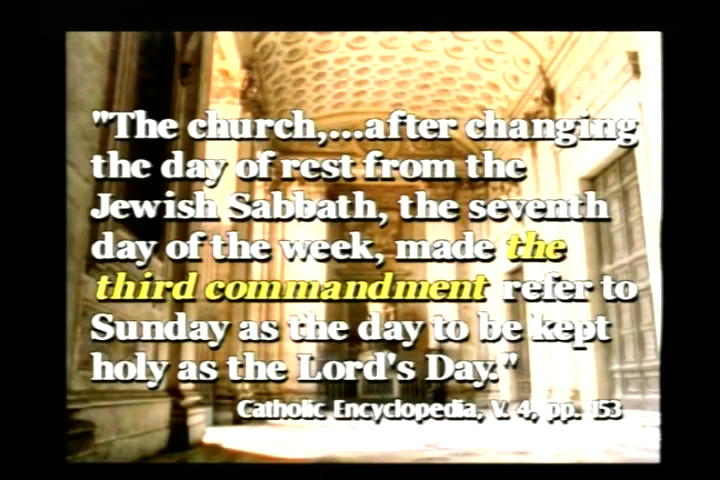 "The church,...after changing
the day of rest from the
Jewish Sabbath, the seventh
day of the week, made the
third commandment refer to
Sunday as the day to be kept
holy as the Lord's Day."
Catholic Encyclopedia, V. 4, pp. 153